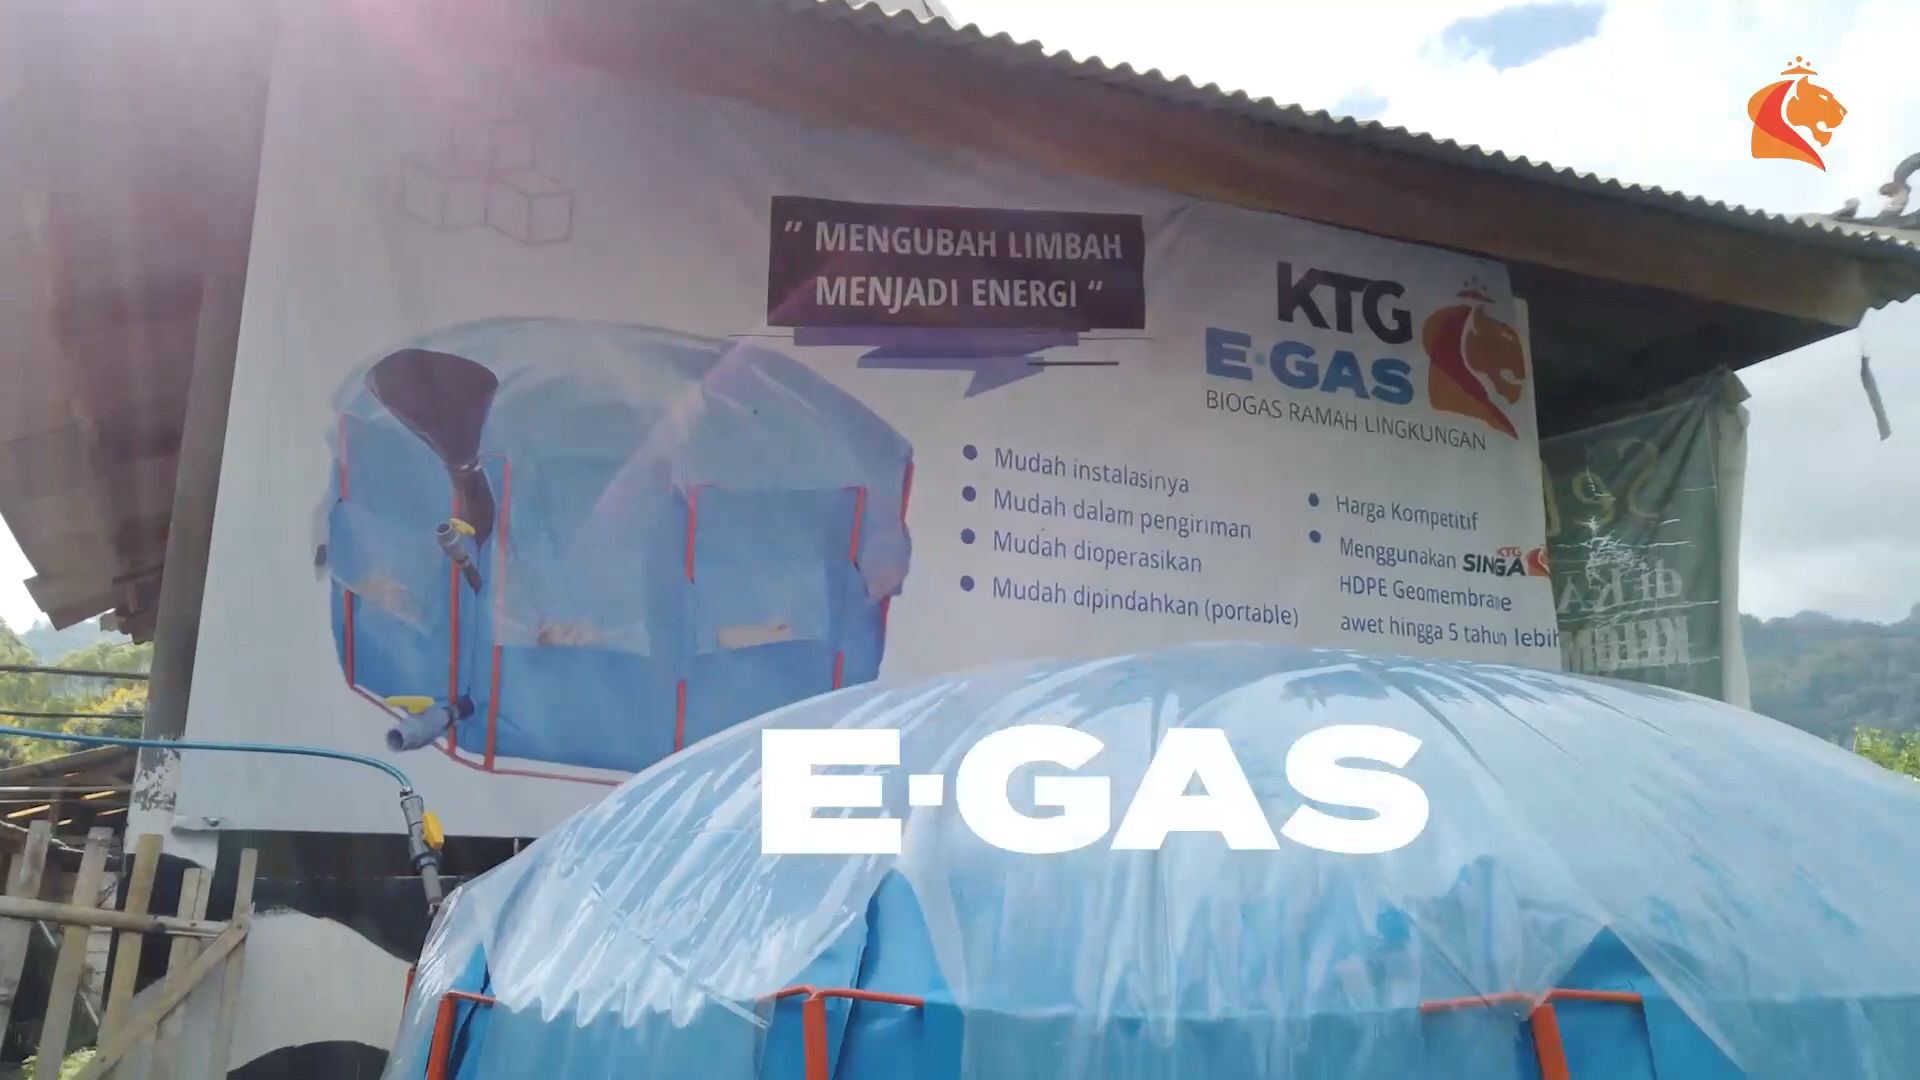 ” MENGUBAH LIMBAH
MENJADI ENERGI “
KTG
E-GAS
BIOGAS RAMAH LINGKUNGAN
• Mudah instalasinya
• Mudah dalam pengiriman
• Mudah dioperasikan
• Mudah dipindahkan (portable)
• Harga Kompetitif
• Menggunakan KTG SINGA
HDPE Geomembrane
awet hingga 5 tahun lebih
E-GAS